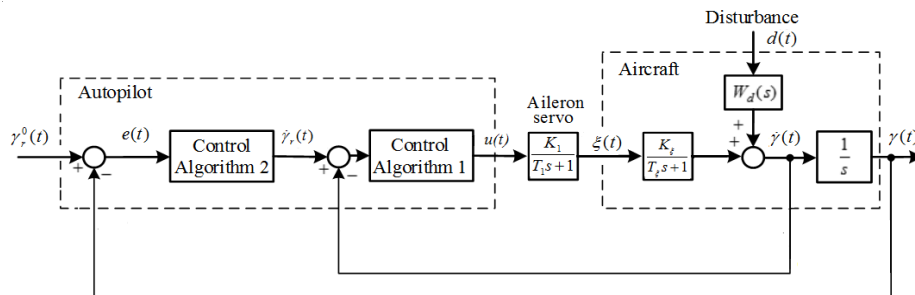 Disturbance
d(t)
Aircraft
Autopilot
W_d(s)
Aileron
servo
γ_r^0(t)
e(t)
Control
Algorithm 2
γ̇_r(t)
Control
Algorithm 1
u(t)
K_1
T_1s+1
ξ(t)
K_ξ
T_ξs+1
γ̇(t)
1
s
γ(t)
+
−
−
+
+
+
−